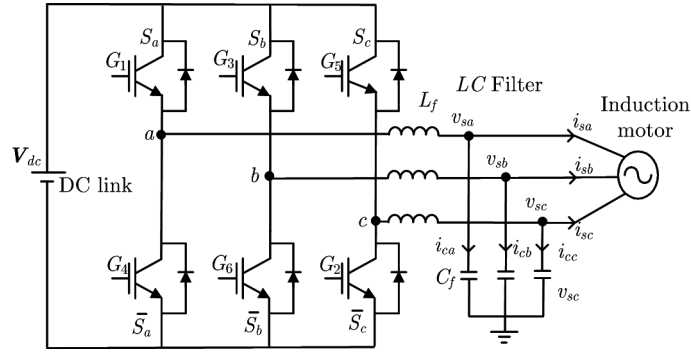 S_a
S_b
S_c
G_1
G_3
G_5
LC Filter
L_f
Induction
motor
v_sa
i_sa
a
V_dc
DC link
b
v_sb
i_sb
c
v_sc
i_sc
i_ca
i_cb
i_cc
G_4
G_6
G_2
C_f
v_sc
S̅_a
S̅_b
S̅_c